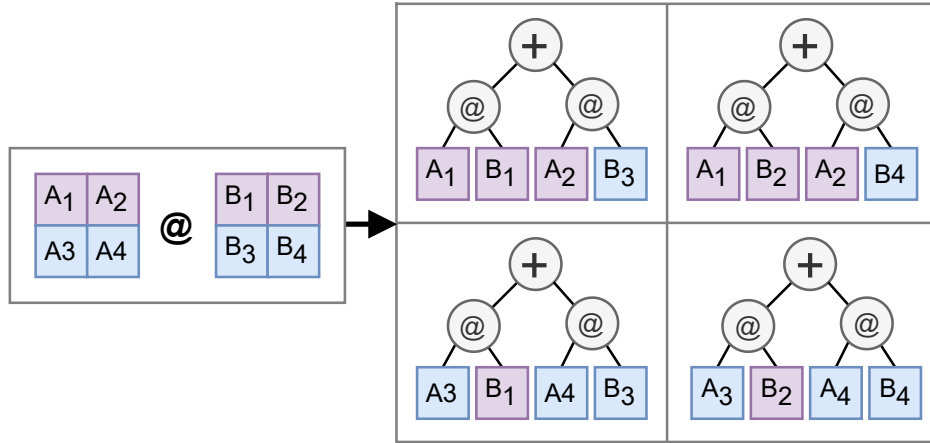 A₁ A₂
A3 A4
@
B₁ B₂
B₃ B₄
+
@ @
A₁ B₁ A₂ B₃
+
@ @
A₁ B₂ A₂ B4
+
@ @
A3 B₁ A4 B₃
+
@ @
A₃ B₂ A₄ B₄